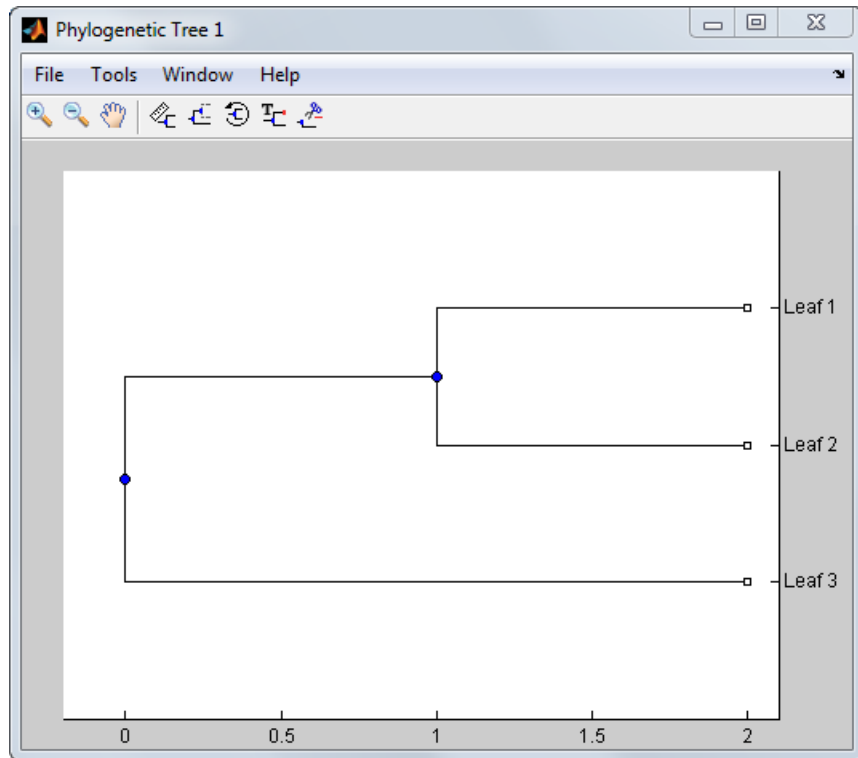 Phylogenetic Tree 1
File Tools Window Help
T
Leaf 1
Leaf 2
Leaf 3
0 0.5 1 1.5 2